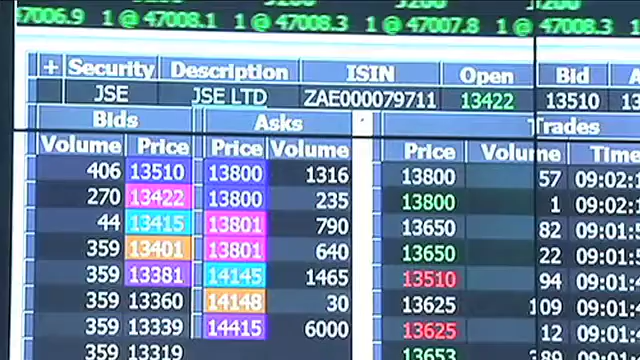 47006.9 1 @ 47008.1 1 @ 47008.3 1 @ 47007.8 1 @ 47008.3
+ Security Description ISIN Open Bid
JSE JSE LTD ZAE000079711 13422 13510
Bids Asks Trades
Volume Price Price Volume Price Volume Time
406 13510 13800 1316 13800 57 09:02:1
270 13422 13800 235 13800 1 09:02:1
44 13415 13801 790 13650 82 09:01:5
359 13401 13801 640 13650 22 09:01:5
359 13381 14145 1465 13510 94 09:01:4
359 13360 14148 30 13625 109 09:01:4
359 13339 14415 6000 13625 12 09:01:4
359 13319 13653